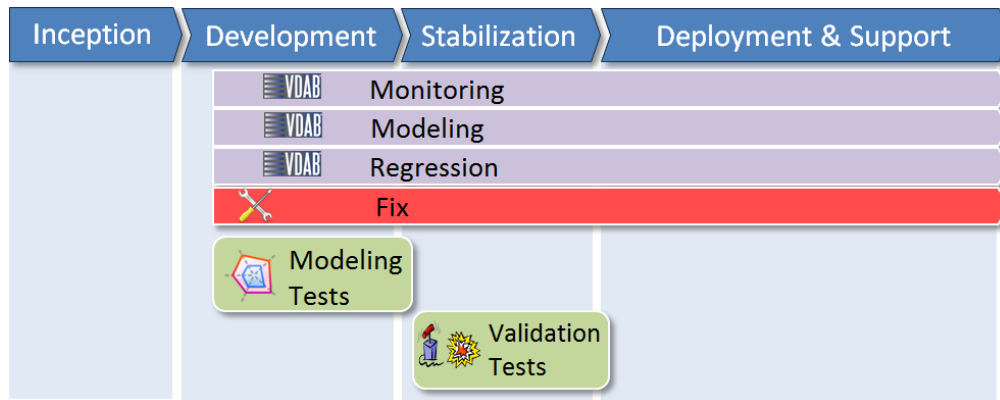 Inception Development Stabilization Deployment & Support
VDAB Monitoring
VDAB Modeling
VDAB Regression
Fix
Modeling
Tests
Validation
Tests